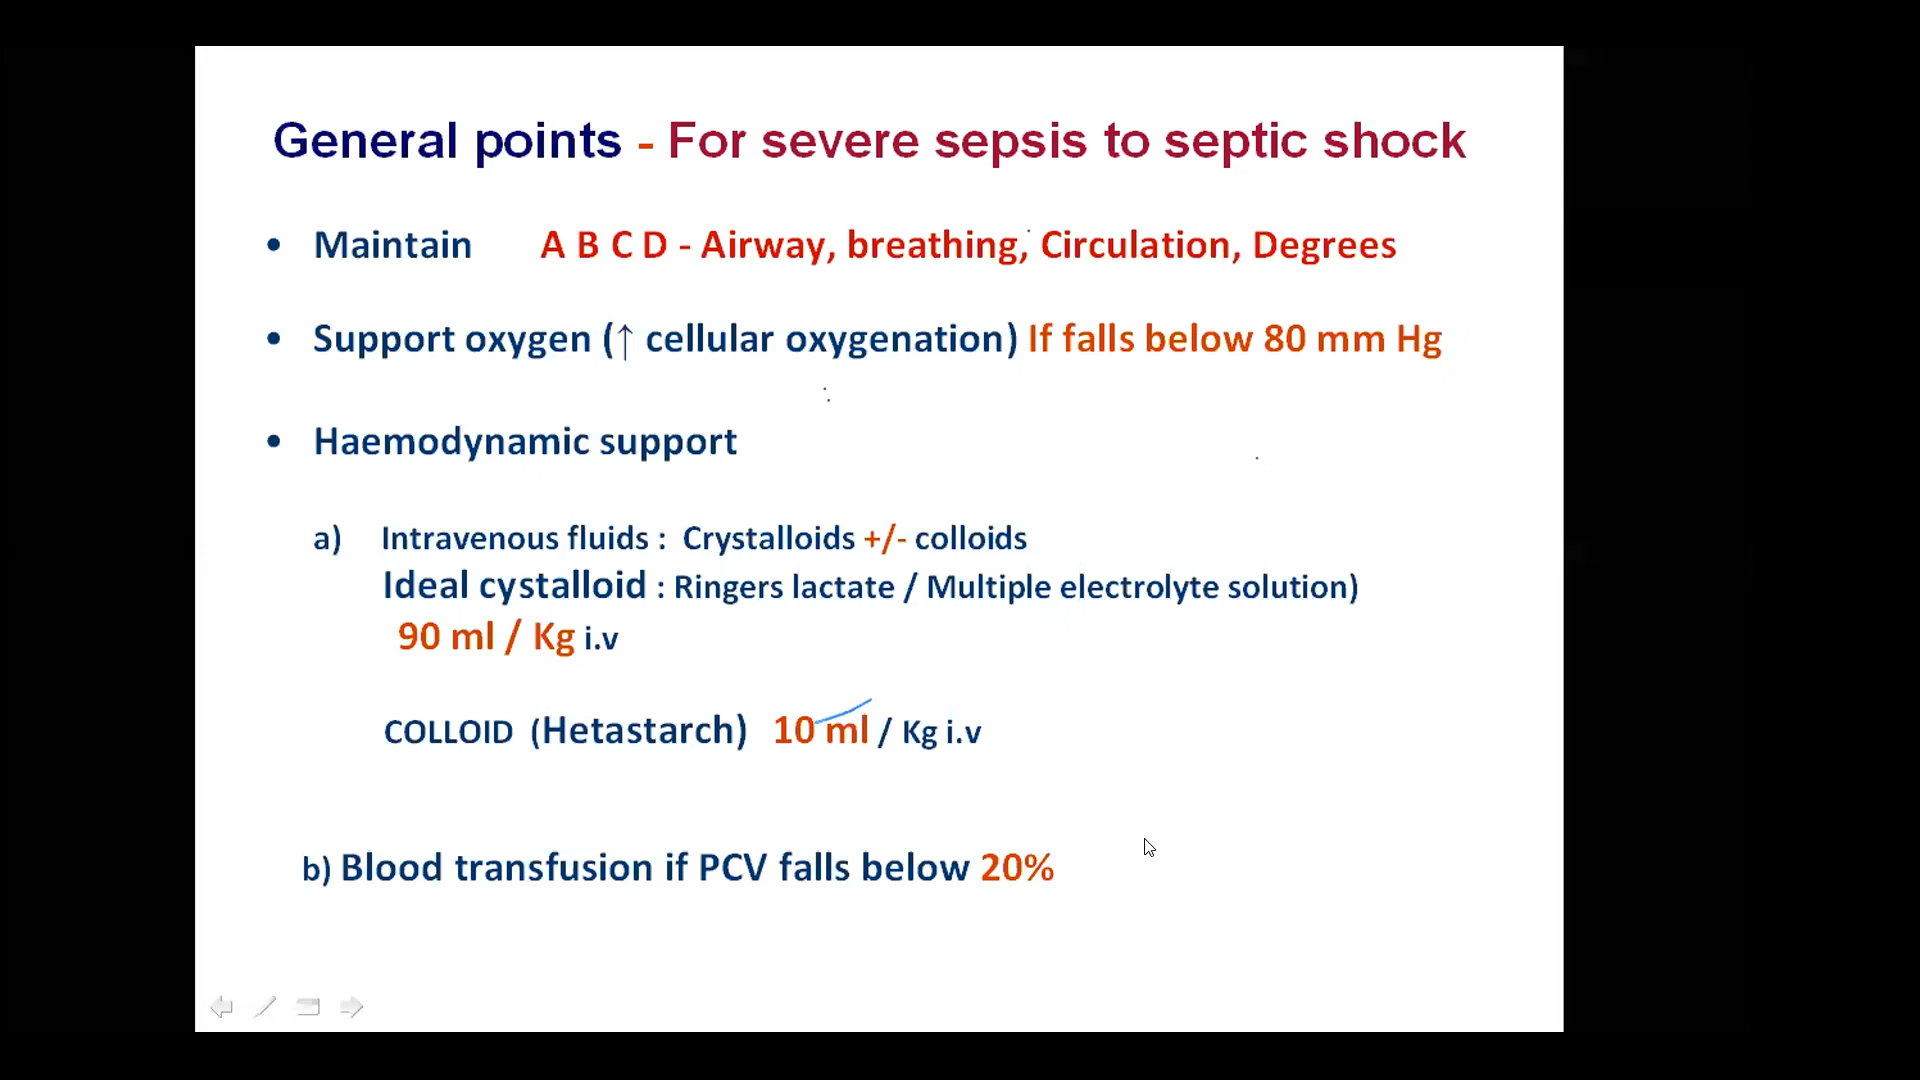 General points - For severe sepsis to septic shock
• Maintain A B C D - Airway, breathing, Circulation, Degrees
• Support oxygen (↑ cellular oxygenation) If falls below 80 mm Hg
• Haemodynamic support
a) Intravenous fluids : Crystalloids +/- colloids
Ideal cystalloid : Ringers lactate / Multiple electrolyte solution)
90 ml / Kg i.v
COLLOID (Hetastarch) 10 ml / Kg i.v
b) Blood transfusion if PCV falls below 20%